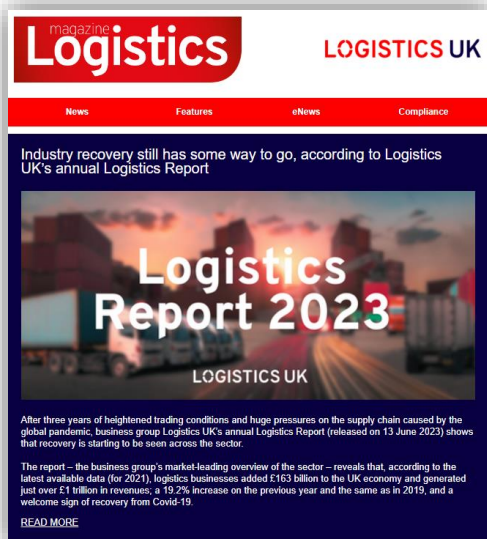 magazine
Logistics
LOGISTICS UK
News Features eNews Compliance
Industry recovery still has some way to go, according to Logistics
UK's annual Logistics Report
Logistics
Report 2023
LOGISTICS UK
After three years of heightened trading conditions and huge pressures on the supply chain caused by the
global pandemic, business group Logistics UK's annual Logistics Report (released on 13 June 2023) shows
that recovery is starting to be seen across the sector.
The report – the business group's market-leading overview of the sector – reveals that, according to the
latest available data (for 2021), logistics businesses added £163 billion to the UK economy and generated
just over £1 trillion in revenues; a 19.2% increase on the previous year and the same as in 2019, and a
welcome sign of recovery from Covid-19.
READ MORE